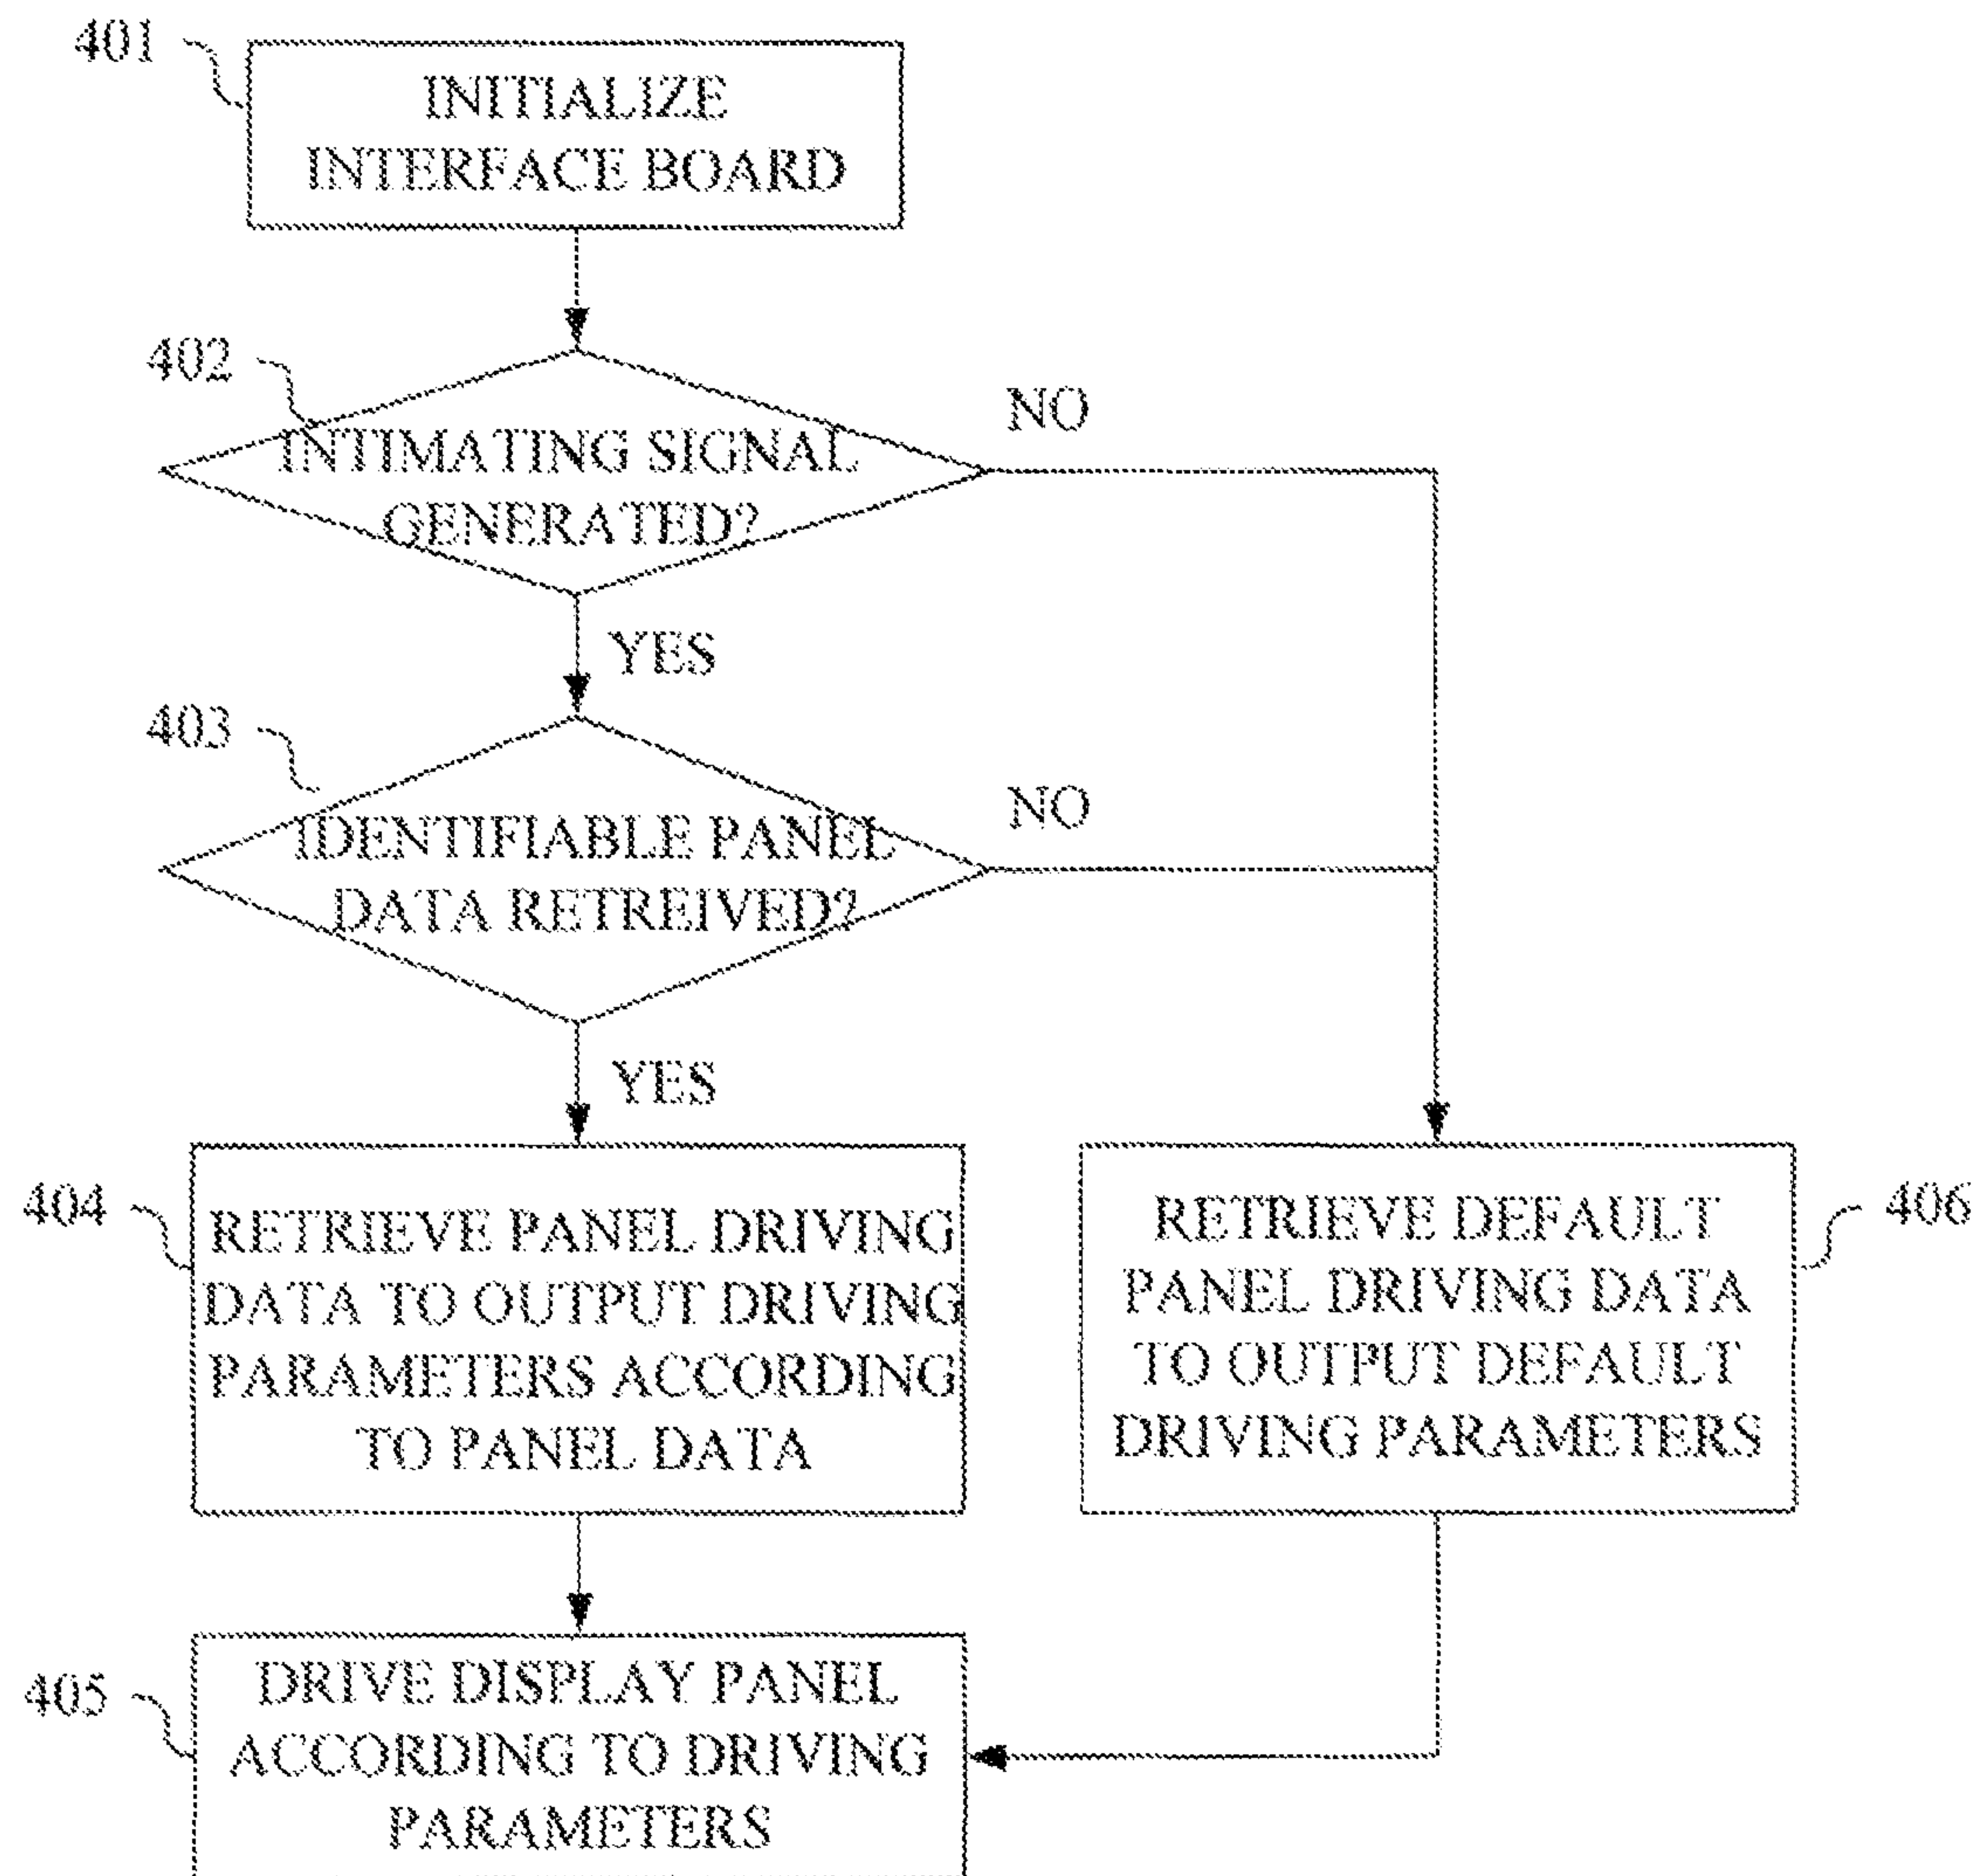 401
INITIALIZE
INTERFACE BOARD
402
INTIMATING SIGNAL
GENERATED?
NO
YES
403
IDENTIFIABLE PANEL
DATA RETREIVED?
NO
YES
404
RETRIEVE PANEL DRIVING
DATA TO OUTPUT DRIVING
PARAMETERS ACCORDING
TO PANEL DATA
RETRIEVE DEFAULT
PANEL DRIVING DATA
TO OUTPUT DEFAULT
DRIVING PARAMETERS
406
405
DRIVE DISPLAY PANEL
ACCORDING TO DRIVING
PARAMETERS